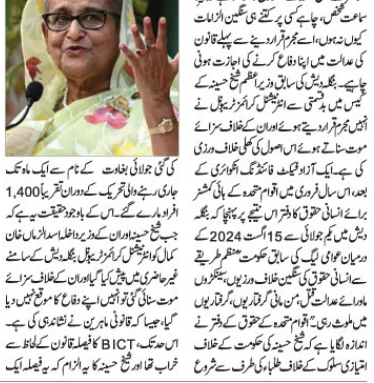 سماعت شخص، چاہے کسی پر کتنے ہی سنگین الزامات
کیوں نہ ہوں، اسے مجرم قرار دینے سے پہلے قانون
کی عدالت میں اپنا دفاع کرنے کی اجازت ہونی
چاہیے۔ بنگلہ دیش کی سابق وزیر اعظم شیخ حسینہ کے
کیس میں بدقسمتی سے انٹرنیشنل کرائمز ٹریبونل نے
انہیں مجرم قرار دیتے ہوئے اور ان کے خلاف سزائے
موت سناتے ہوئے اس اصول کی کھلی خلاف ورزی
کی ہے۔ ایک آزاد فیکٹ فائنڈنگ انکوائری کے
بعد، اس سال فروری میں اقوام متحدہ کے ہائی کمشنر
برائے انسانی حقوق کا دفتر اس نتیجے پر پہنچا کہ بنگلہ
دیش میں یکم جولائی سے 15 اگست 2024 کے
درمیان عوامی لیگ کی سابق حکومت "منظم طریقے
سے انسانی حقوق کی سنگین خلاف ورزیوں، سینکڑوں
ماورائے عدالت قتل، من مانی گرفتاریوں، گرفتاریوں
میں ملوث رہی۔" اقوام متحدہ کے حقوق کے دفتر نے
اندازہ لگایا ہے کہ شیخ حسینہ کی حکومت کے خلاف
امتیازی سلوک کے خلاف طلباء کی طرف سے شروع
کی گئی جولائی بغاوت کے نام سے ایک ماہ تک
جاری رہنے والی تحریک کے دوران تقریباً 1,400
افراد مارے گئے۔ اس کے باوجود حقیقت یہ ہے کہ
جب شیخ حسینہ اور ان کے وزیر داخلہ اسد الزماں خان
کمال کو انٹرنیشنل کرائمز ٹریبونل بنگلہ دیش کے سامنے
غیر حاضری میں پیش کیا گیا اور ان کے خلاف سزائے
موت سنائی گئی تو انہیں اپنے دفاع کا موقع نہیں دیا
گیا، جیسا کہ قانونی ماہرین نے نشاندہی کی ہے۔
اس حد تک، BICT کا فیصلہ قانون کے لحاظ سے
خراب تھا اور شیخ حسینہ کا یہ الزام کہ یہ فیصلہ ایک